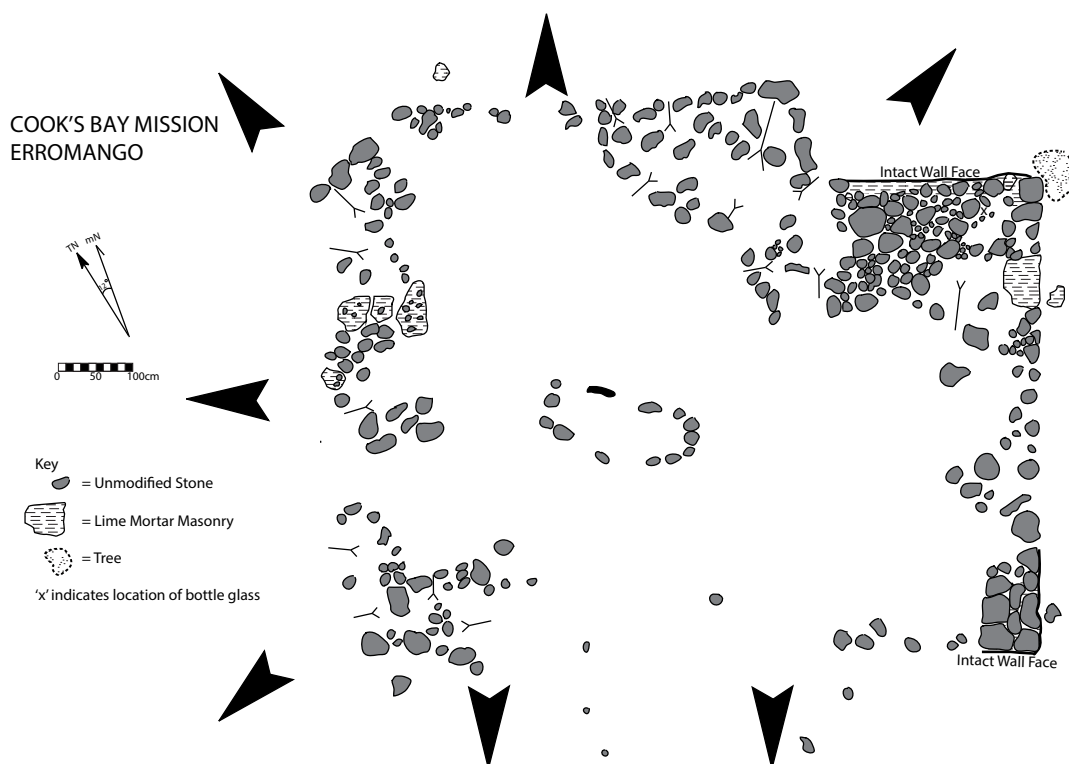 COOK'S BAY MISSION
ERROMANGO
TN mN
12°
0 50 100cm
Key
= Unmodified Stone
= Lime Mortar Masonry
= Tree
‘x’ indicates location of bottle glass
Intact Wall Face
x
Intact Wall Face